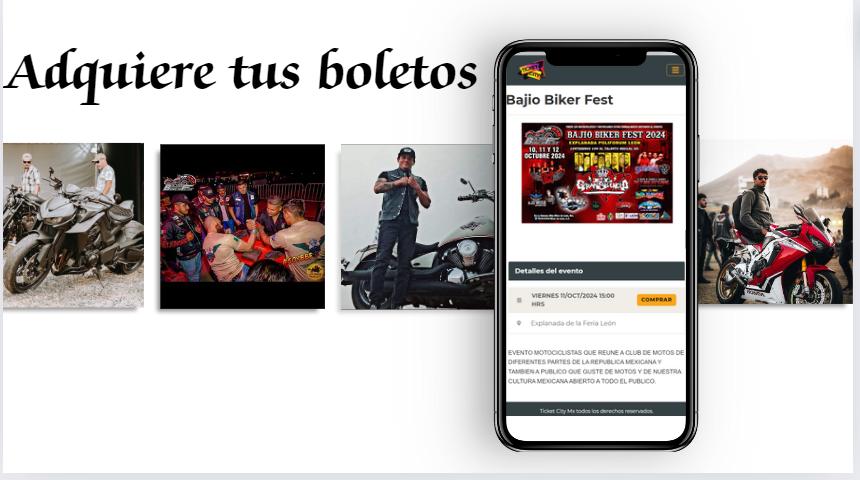 Adquiere tus boletos
TICKET
CITY
Bajio Biker Fest
BAJIO BIKER FEST 2024
EXPLANADA POLIFORUM LEON
10, 11 Y 12
OCTUBRE 2024
Detalles del evento
VIERNES 11/OCT/2024 15:00
HRS
COMPRAR
Explanada de la Feria León
EVENTO MOTOCICLISTAS QUE REUNE A CLUB DE MOTOS DE
DIFERENTES PARTES DE LA REPUBLICA MEXICANA Y
TAMBIEN A PUBLICO QUE GUSTE DE MOTOS Y DE NUESTRA
CULTURA MEXICANA ABIERTO A TODO EL PUBLICO.
Ticket City Mx todos los derechos reservados.
HONDA